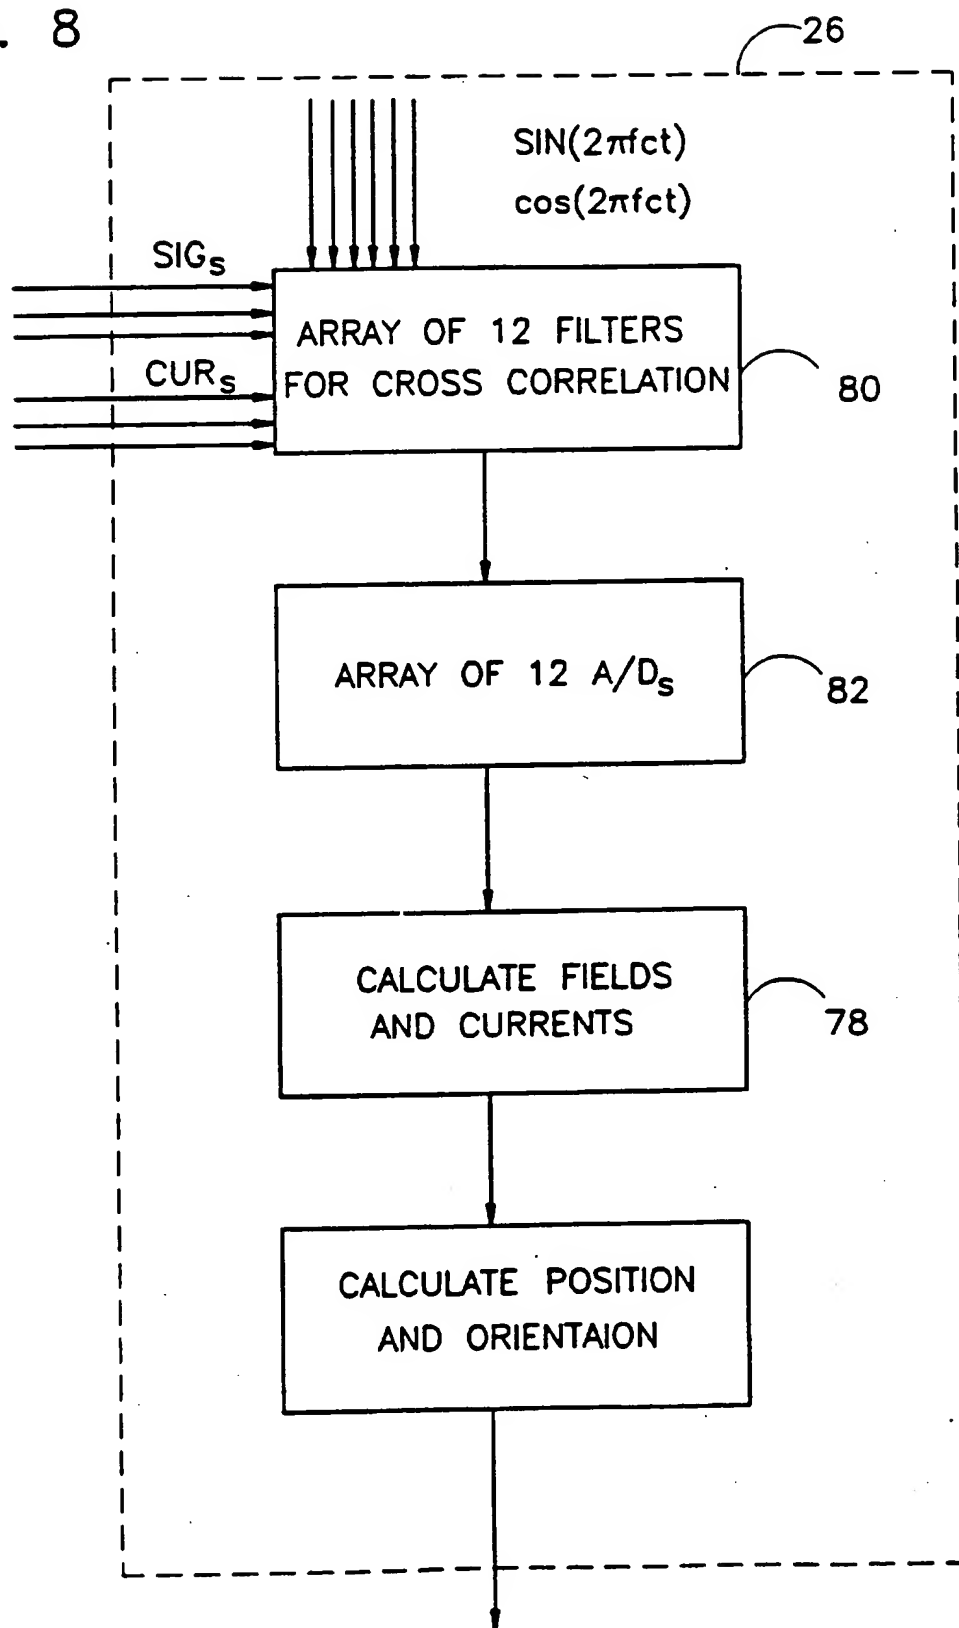 . 8
26
SIN(2πfct)
cos(2πfct)
SIGs
ARRAY OF 12 FILTERS
FOR CROSS CORRELATION
80
CURs
ARRAY OF 12 A/Ds
82
CALCULATE FIELDS
AND CURRENTS
78
CALCULATE POSITION
AND ORIENTAION